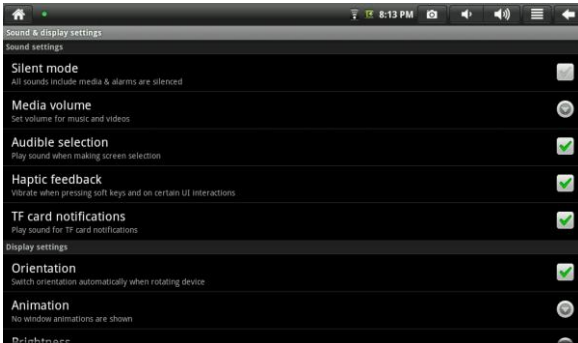 8:13 PM
Sound & display settings
Sound settings
Silent mode
All sounds include media & alarms are silenced
Media volume
Set volume for music and videos
Audible selection
Play sound when making screen selection
Haptic feedback
Vibrate when pressing soft keys and on certain UI interactions
TF card notifications
Play sound for TF card notifications
Display settings
Orientation
Switch orientation automatically when rotating device
Animation
No window animations are shown
Brightness